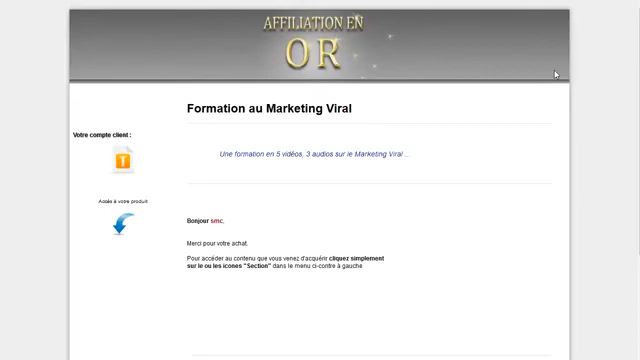 AFFILIATION EN
OR
Formation au Marketing Viral
Votre compte client :
Une formation en 5 vidéos, 3 audios sur le Marketing Viral ...
Accès à votre produit
Bonjour smc,
Merci pour votre achat.
Pour accéder au contenu que vous venez d'acquérir cliquez simplement
sur le ou les icones "Section" dans le menu ci-contre à gauche